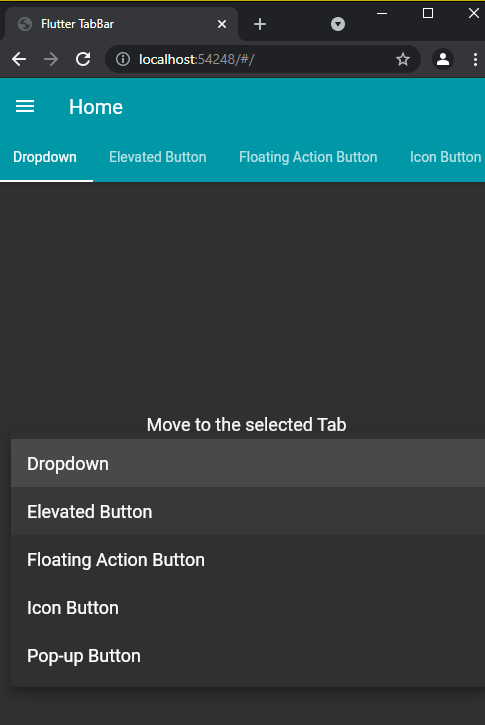 Flutter TabBar
localhost:54248/#/
Home
Dropdown Elevated Button Floating Action Button Icon Button
Move to the selected Tab
Dropdown
Elevated Button
Floating Action Button
Icon Button
Pop-up Button